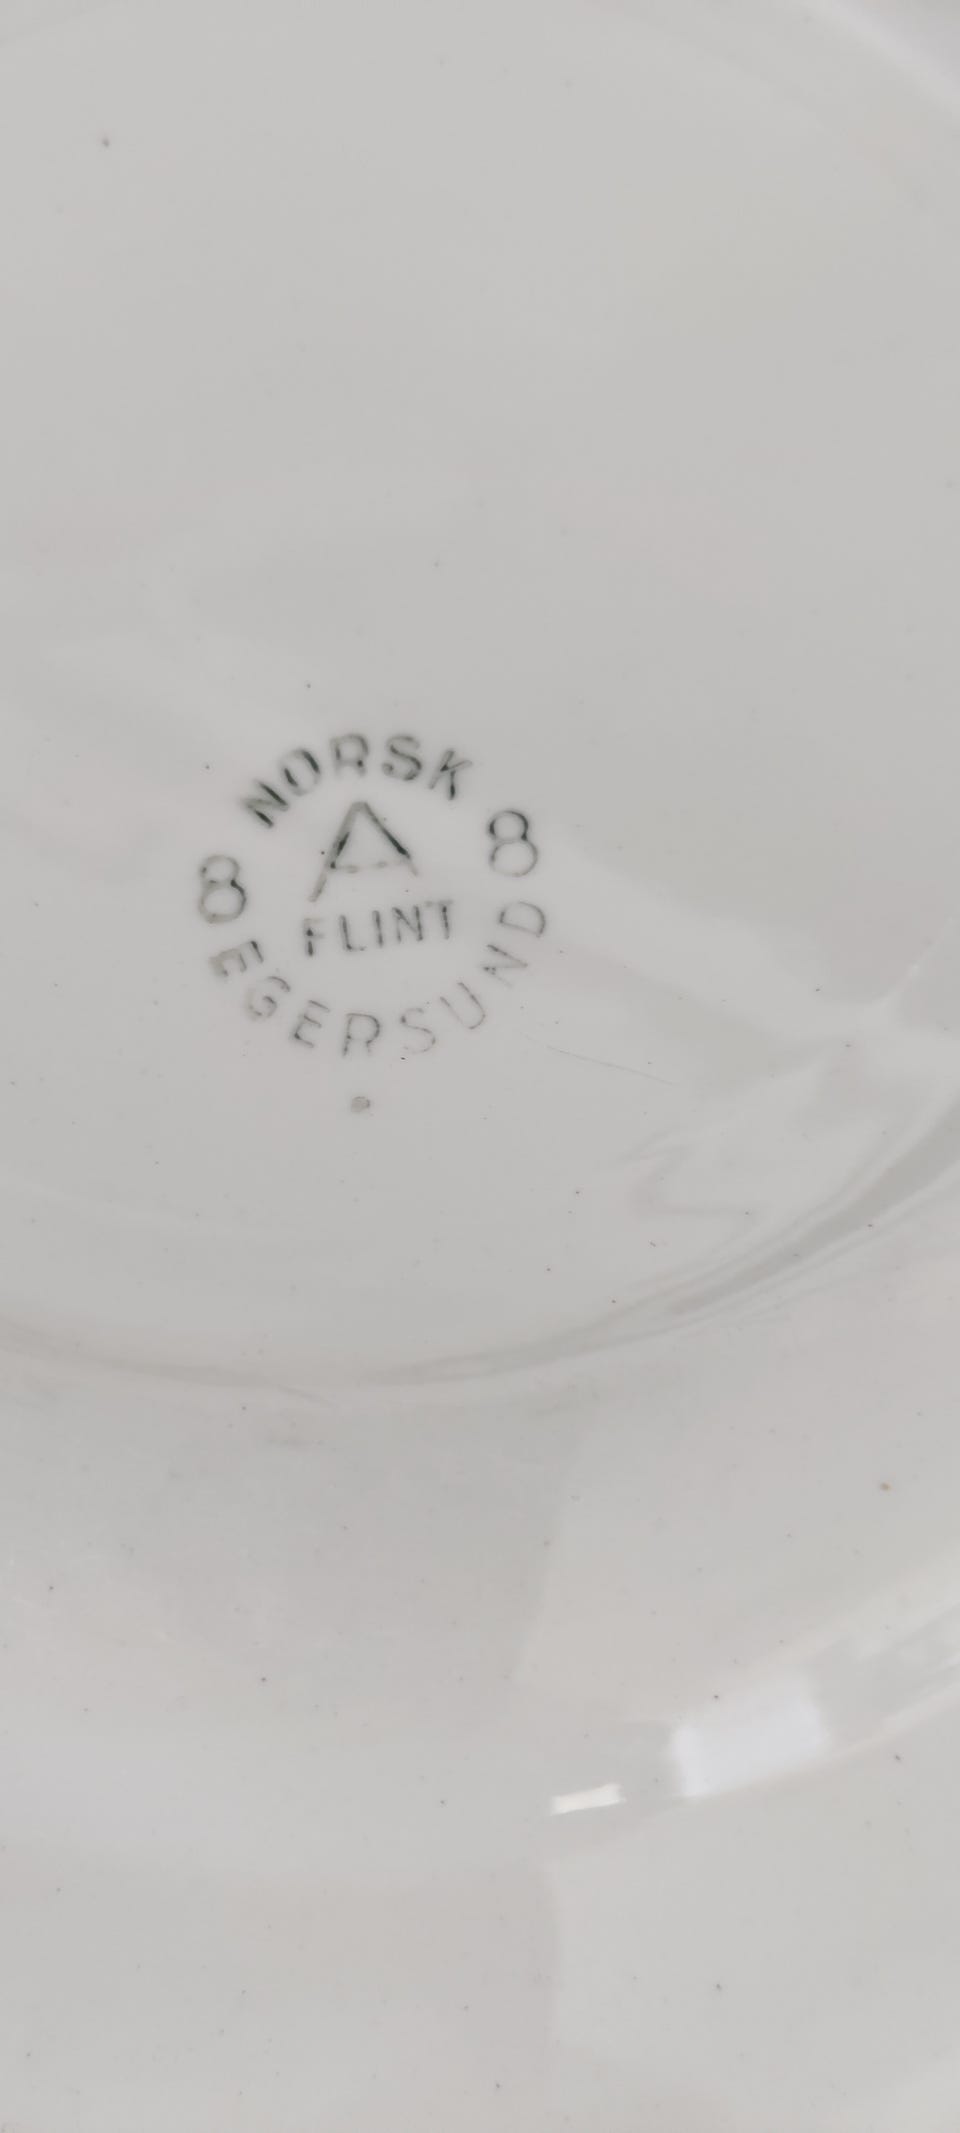 NORSK
8 A 8
FLINT
EGERSUND